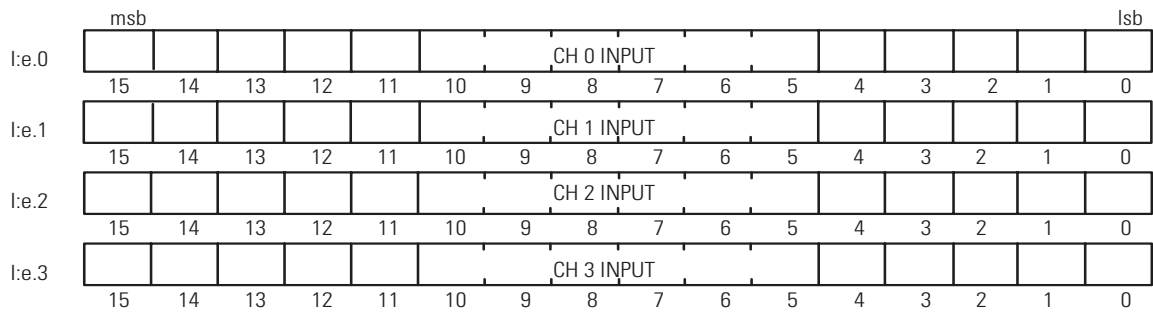 msb lsb
I:e.0 CH 0 INPUT
15 14 13 12 11 10 9 8 7 6 5 4 3 2 1 0
I:e.1 CH 1 INPUT
15 14 13 12 11 10 9 8 7 6 5 4 3 2 1 0
I:e.2 CH 2 INPUT
15 14 13 12 11 10 9 8 7 6 5 4 3 2 1 0
I:e.3 CH 3 INPUT
15 14 13 12 11 10 9 8 7 6 5 4 3 2 1 0